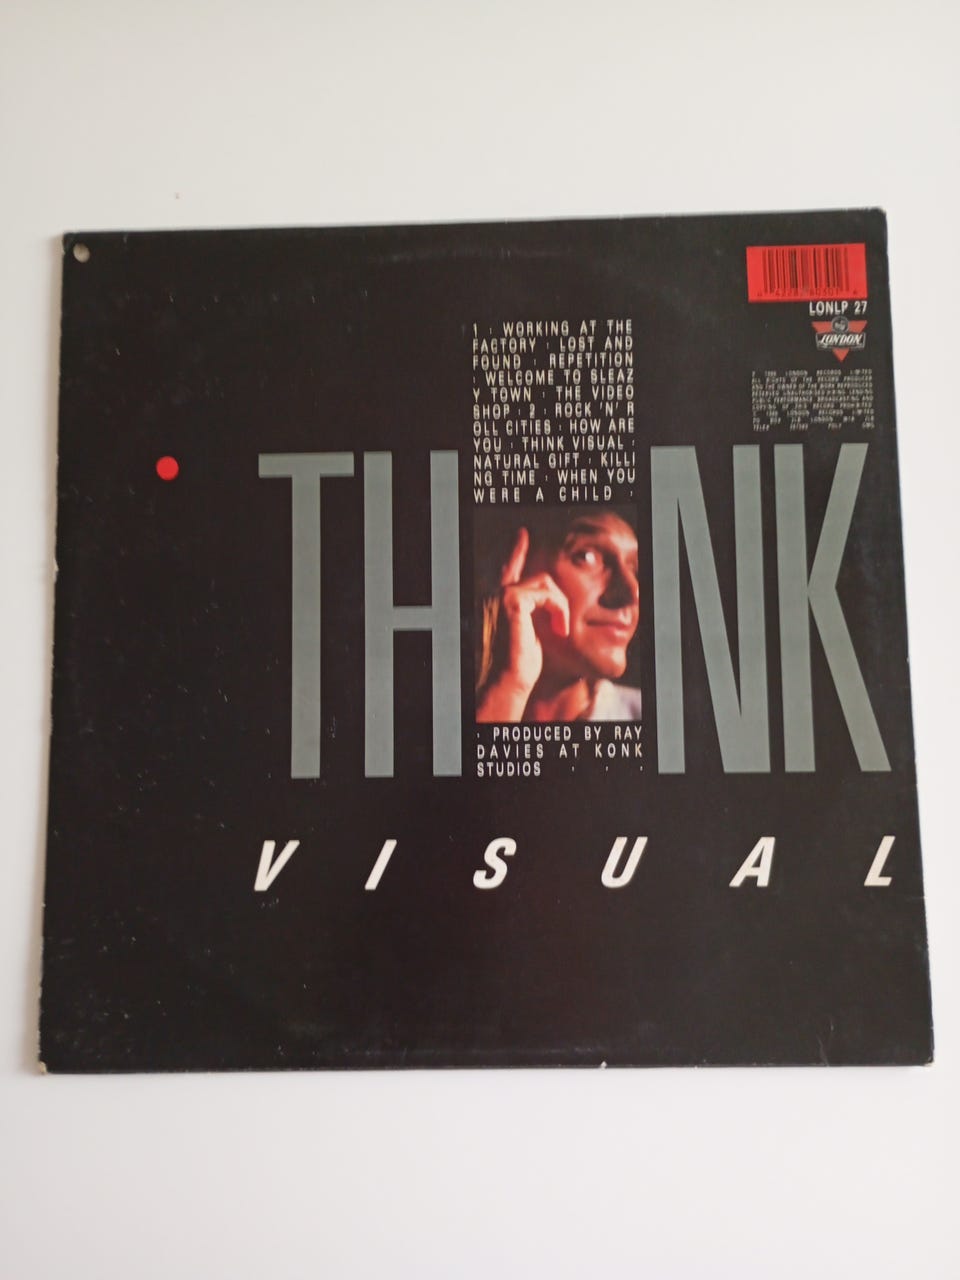 LONLP 27
LONDON
1 · WORKING AT THE
FACTORY · LOST AND
FOUND · REPETITION
· WELCOME TO SLEAZ
Y TOWN · THE VIDEO
SHOP · 2 · ROCK 'N' R
OLL CITIES · HOW ARE
YOU · THINK VISUAL ·
NATURAL GIFT · KILLI
NG TIME · WHEN YOU
WERE A CHILD ·
TH NK
· PRODUCED BY RAY
DAVIES AT KONK
STUDIOS · · ·
VISUAL